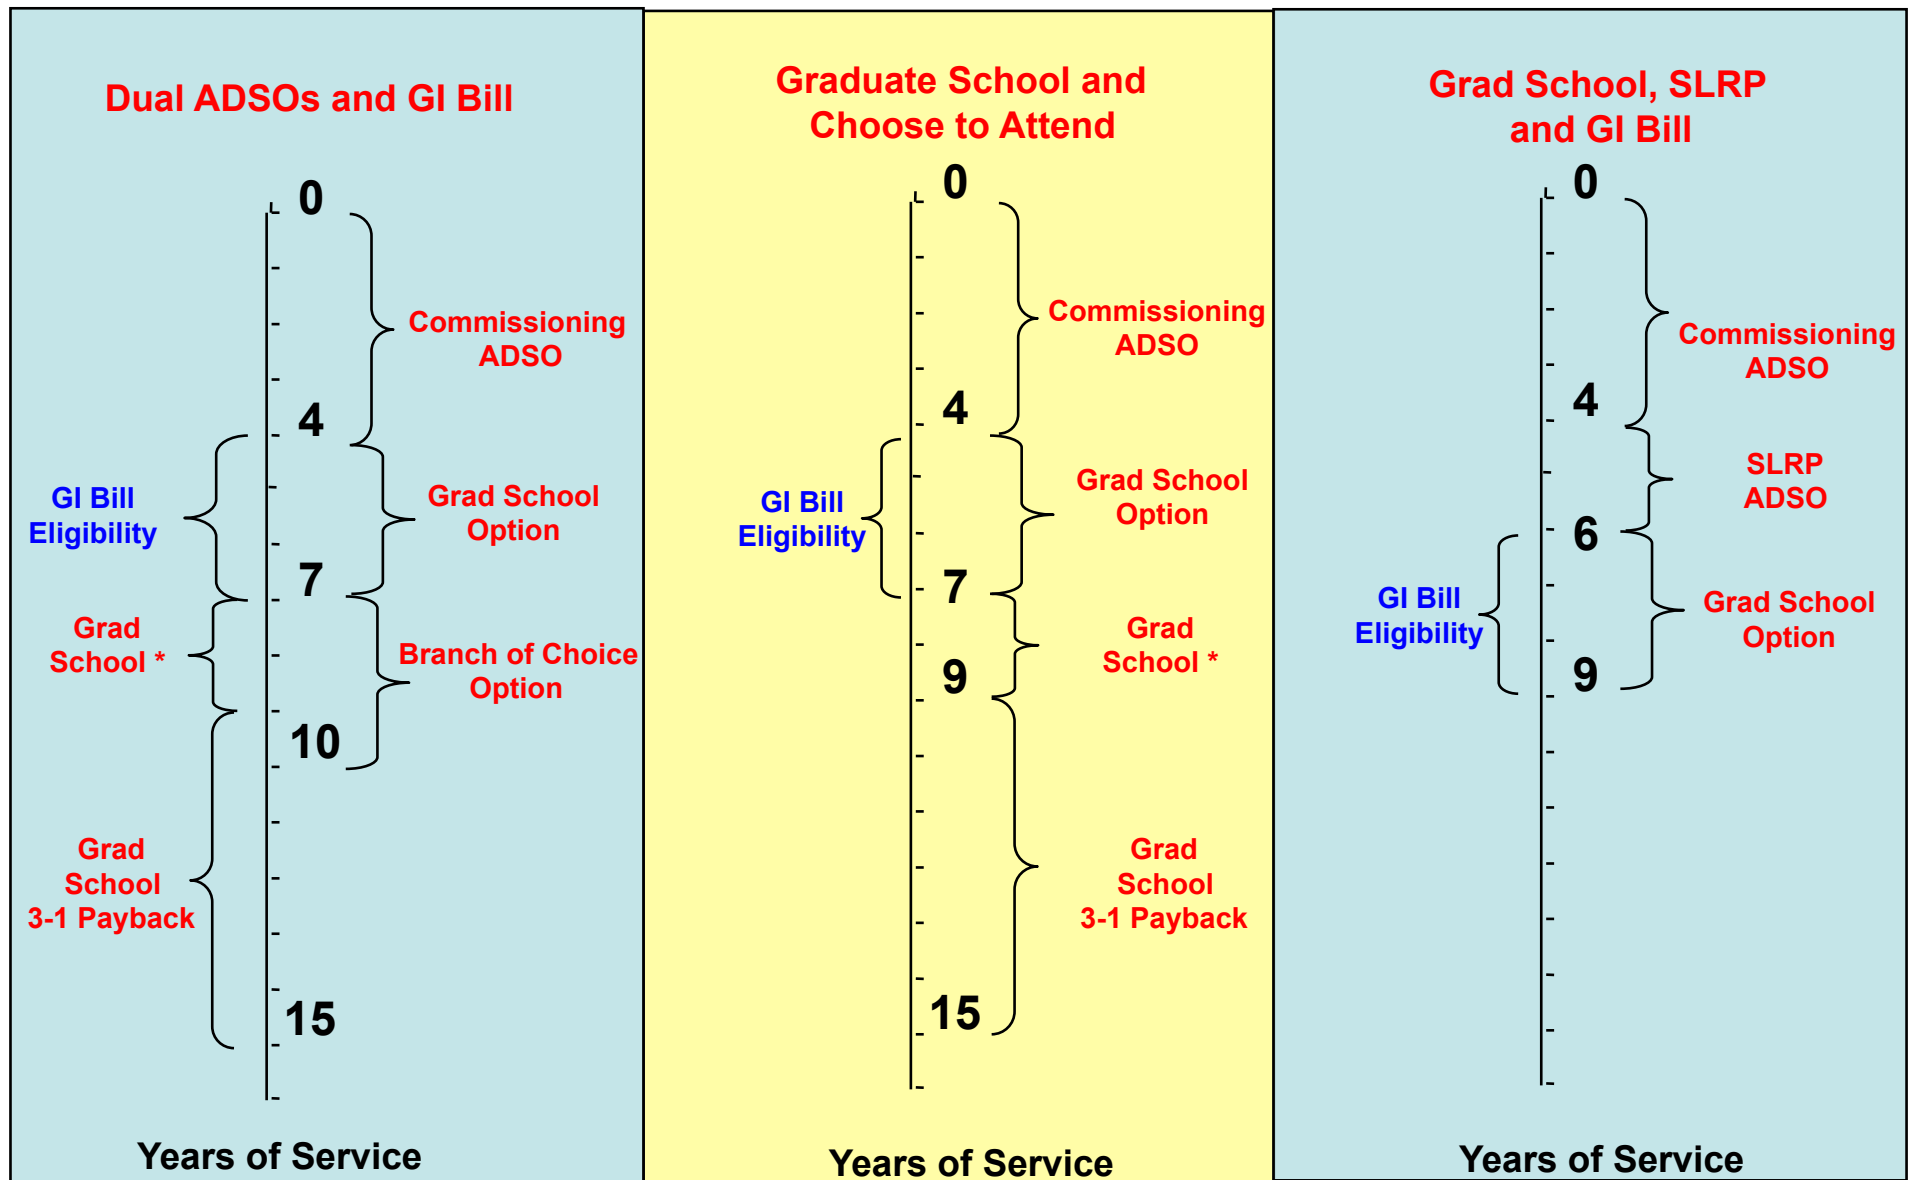 Dual ADSOs and GI Bill
0
Commissioning
ADSO
4
GI Bill
Eligibility
Grad School
Option
7
Grad
School *
Branch of Choice
Option
10
Grad
School
3-1 Payback
15
Years of Service
Graduate School and
Choose to Attend
0
Commissioning
ADSO
4
GI Bill
Eligibility
Grad School
Option
7
Grad
School *
9
Grad
School
3-1 Payback
15
Years of Service
Grad School, SLRP
and GI Bill
0
Commissioning
ADSO
4
SLRP
ADSO
6
GI Bill
Eligibility
Grad School
Option
9
Years of Service